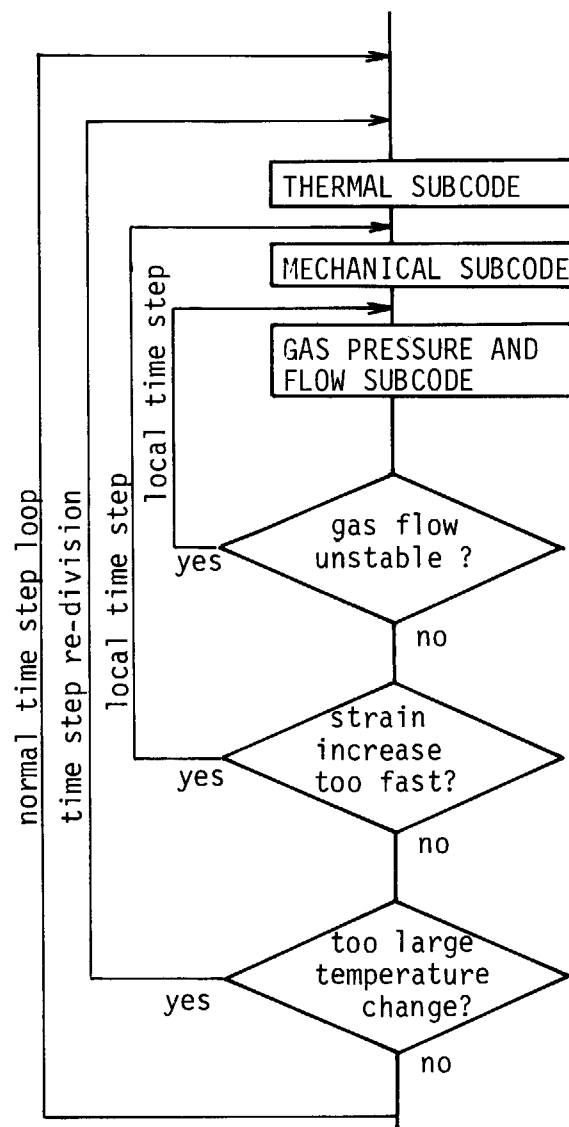 THERMAL SUBCODE
MECHANICAL SUBCODE
GAS PRESSURE AND
FLOW SUBCODE
gas flow
unstable ?
yes
no
strain
increase
too fast?
yes
no
too large
temperature
change?
yes
no
normal time step loop
time step re-division
local time step
local time step